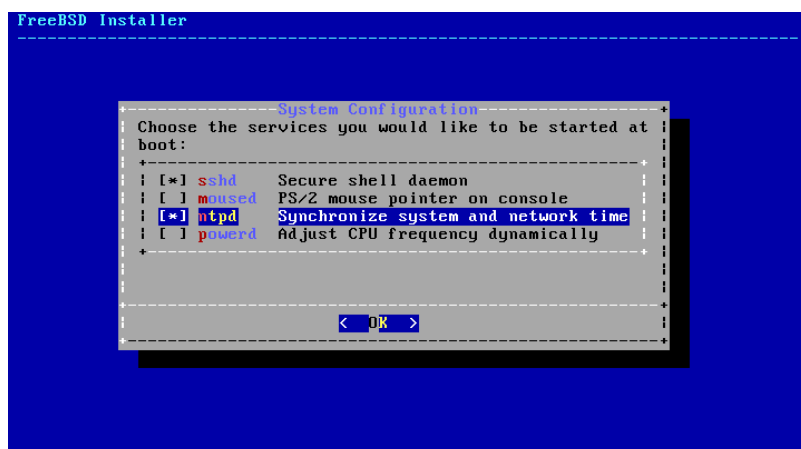 FreeBSD Installer
System Configuration
Choose the services you would like to be started at
boot:
[*] sshd Secure shell daemon
[ ] moused PS/2 mouse pointer on console
[*] ntpd Synchronize system and network time
[ ] powerd Adjust CPU frequency dynamically
< OK >